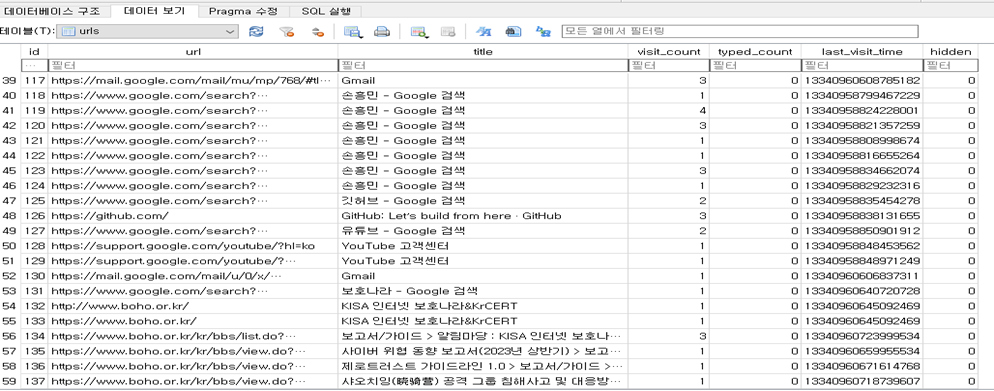 데이터베이스 구조 데이터 보기 Pragma 수정 SQL 실행
테이블(T): urls 모든 열에서 필터링
id url title visit_count typed_count last_visit_time hidden
... 필터 필터 필터 필터 필터 필터
39 117 https://mail.google.com/mail/mu/mp/768/#tl··· Gmail 3 0 13340960608785182 0
40 118 https://www.google.com/search?··· 손흥민 - Google 검색 1 0 13340958799467229 0
41 119 https://www.google.com/search?··· 손흥민 - Google 검색 4 0 13340958824228001 0
42 120 https://www.google.com/search?··· 손흥민 - Google 검색 3 0 13340958821357259 0
43 121 https://www.google.com/search?··· 손흥민 - Google 검색 1 0 13340958808998674 0
44 122 https://www.google.com/search?··· 손흥민 - Google 검색 1 0 13340958816655264 0
45 123 https://www.google.com/search?··· 손흥민 - Google 검색 3 0 13340958834662074 0
46 124 https://www.google.com/search?··· 손흥민 - Google 검색 1 0 13340958829232316 0
47 125 https://www.google.com/search?··· 깃허브 - Google 검색 2 0 13340958835454278 0
48 126 https://github.com/ GitHub: Let's build from here · GitHub 3 0 13340958838131655 0
49 127 https://www.google.com/search?··· 유튜브 - Google 검색 2 0 13340958850901912 0
50 128 https://support.google.com/youtube/?hl=ko YouTube 고객센터 1 0 13340958848453562 0
51 129 https://support.google.com/youtube/?··· YouTube 고객센터 1 0 13340958848971249 0
52 130 https://mail.google.com/mail/u/0/x/··· Gmail 1 0 13340960606837311 0
53 131 https://www.google.com/search?··· 보호나라 - Google 검색 1 0 13340960640720728 0
54 132 http://www.boho.or.kr/ KISA 인터넷 보호나라&KrCERT 1 0 13340960645092469 0
55 133 https://www.boho.or.kr/ KISA 인터넷 보호나라&KrCERT 1 0 13340960645092469 0
56 134 https://www.boho.or.kr/kr/bbs/list.do?··· 보고서/가이드 > 알림마당 : KISA 인터넷 보호나··· 3 0 13340960723999534 0
57 135 https://www.boho.or.kr/kr/bbs/view.do?··· 사이버 위협 동향 보고서(2023년 상반기) > 보고··· 1 0 13340960659955534 0
58 136 https://www.boho.or.kr/kr/bbs/view.do?··· 제로트러스트 가이드라인 1.0 > 보고서/가이드 >··· 1 0 13340960671614768 0
59 137 https://www.boho.or.kr/kr/bbs/view.do?··· 샤오치잉(晓骑营) 공격 그룹 침해사고 및 대응방··· 1 0 13340960718739607 0